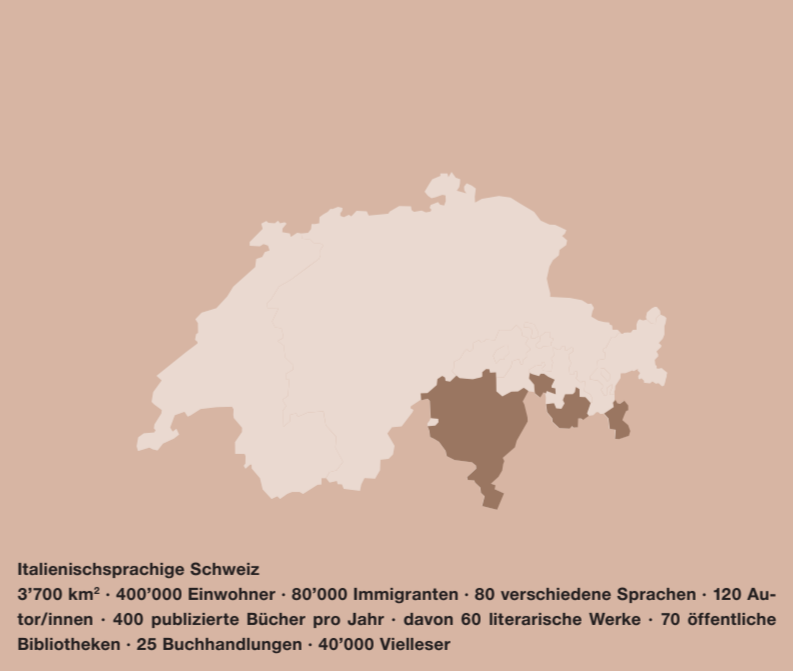 Italienischsprachige Schweiz
3’700 km² · 400’000 Einwohner · 80’000 Immigranten · 80 verschiedene Sprachen · 120 Au-
tor/innen · 400 publizierte Bücher pro Jahr · davon 60 literarische Werke · 70 öffentliche
Bibliotheken · 25 Buchhandlungen · 40’000 Vielleser